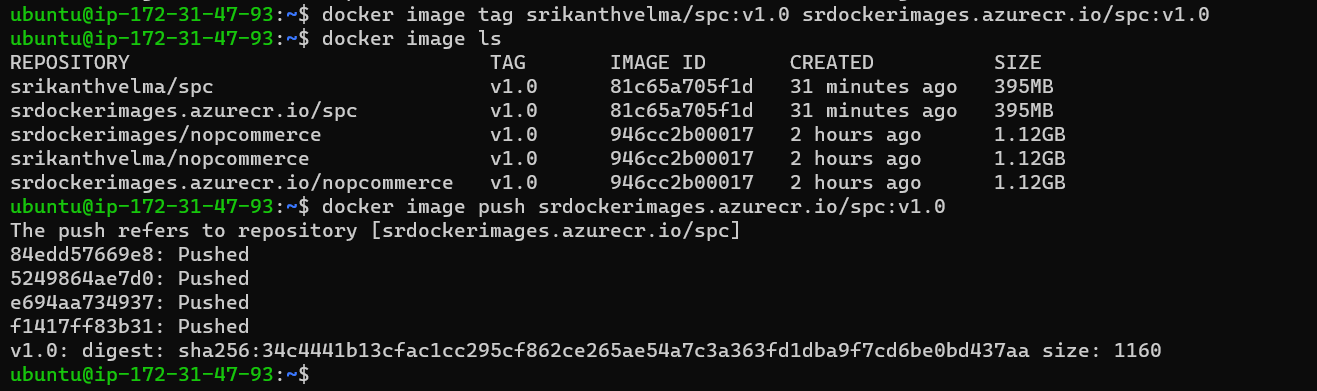 ubuntu@ip-172-31-47-93:~$ docker image tag srikanthvelma/spc:v1.0 srdockerimages.azurecr.io/spc:v1.0
ubuntu@ip-172-31-47-93:~$ docker image ls
REPOSITORY                              TAG       IMAGE ID       CREATED          SIZE
srikanthvelma/spc                       v1.0      81c65a705f1d   31 minutes ago   395MB
srdockerimages.azurecr.io/spc           v1.0      81c65a705f1d   31 minutes ago   395MB
srdockerimages/nopcommerce              v1.0      946cc2b00017   2 hours ago      1.12GB
srikanthvelma/nopcommerce               v1.0      946cc2b00017   2 hours ago      1.12GB
srdockerimages.azurecr.io/nopcommerce   v1.0      946cc2b00017   2 hours ago      1.12GB
ubuntu@ip-172-31-47-93:~$ docker image push srdockerimages.azurecr.io/spc:v1.0
The push refers to repository [srdockerimages.azurecr.io/spc]
84edd57669e8: Pushed
5249864ae7d0: Pushed
e694aa734937: Pushed
f1417ff83b31: Pushed
v1.0: digest: sha256:34c4441b13cfac1cc295cf862ce265ae54a7c3a363fd1dba9f7cd6be0bd437aa size: 1160
ubuntu@ip-172-31-47-93:~$